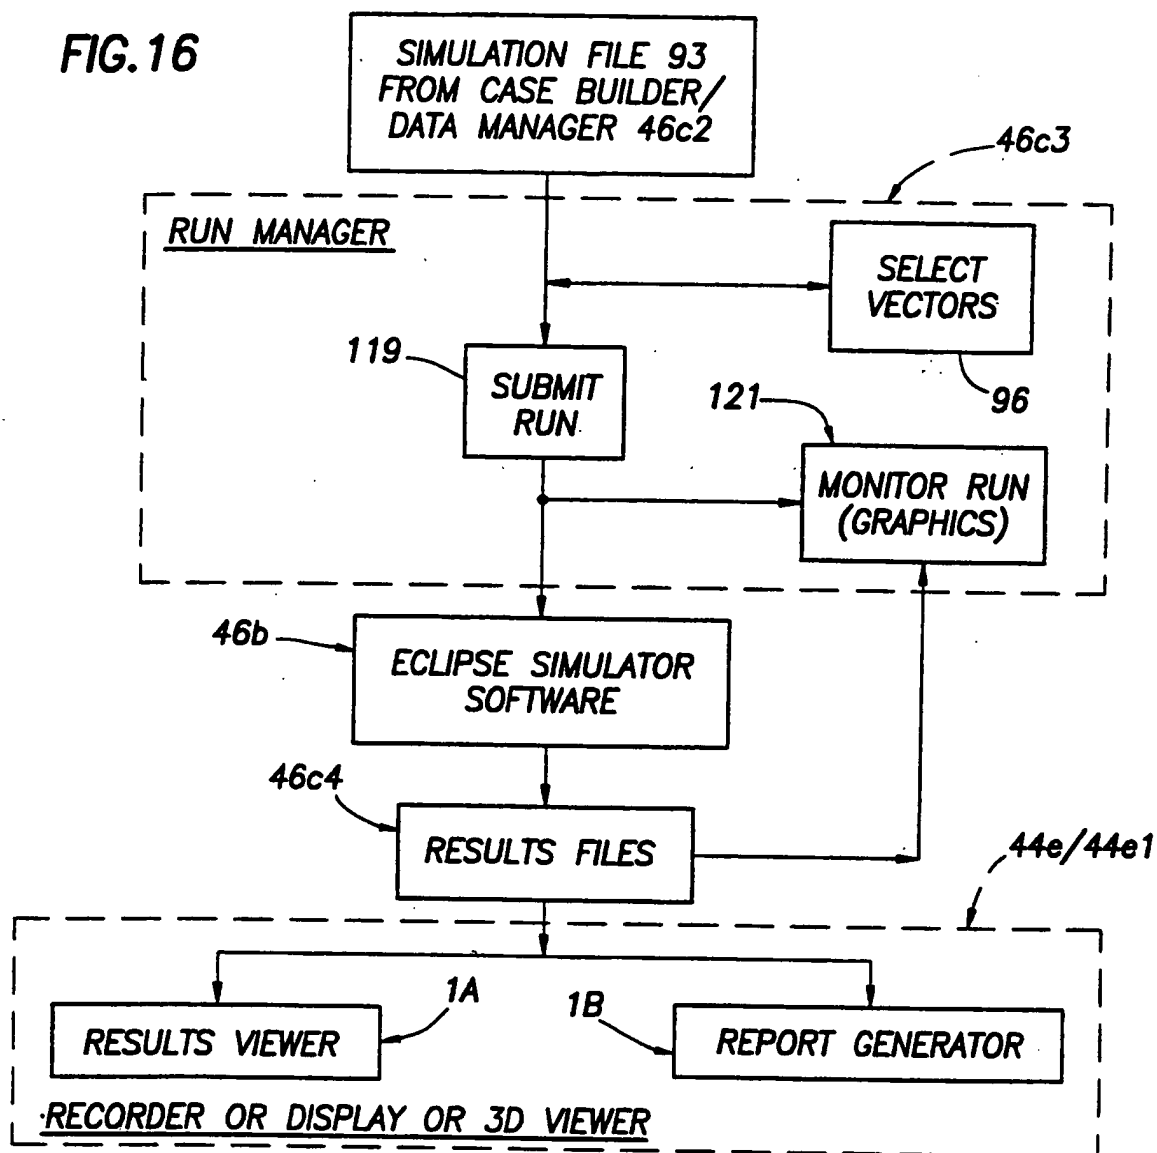 FIG.16
SIMULATION FILE 93
FROM CASE BUILDER/
DATA MANAGER 46c2
46c3
RUN MANAGER
SELECT
VECTORS
96
119
SUBMIT
RUN
121
MONITOR RUN
(GRAPHICS)
46b
ECLIPSE SIMULATOR
SOFTWARE
46c4
RESULTS FILES
44e/44e1
1A
RESULTS VIEWER
1B
REPORT GENERATOR
RECORDER OR DISPLAY OR 3D VIEWER